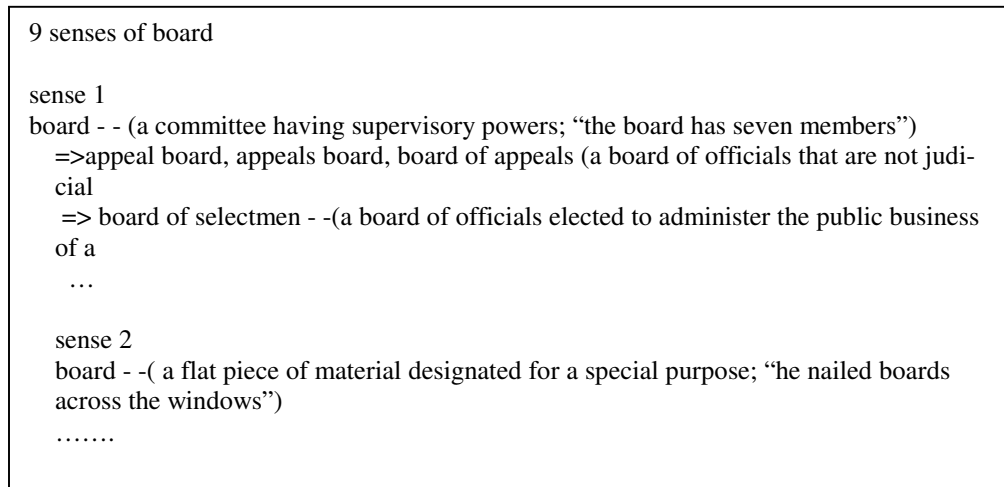 9 senses of board
sense 1
board - - (a committee having supervisory powers; “the board has seven members”)
=>appeal board, appeals board, board of appeals (a board of officials that are not judi-
cial
=> board of selectmen - -(a board of officials elected to administer the public business
of a
…
sense 2
board - -( a flat piece of material designated for a special purpose; “he nailed boards
across the windows”)
…….